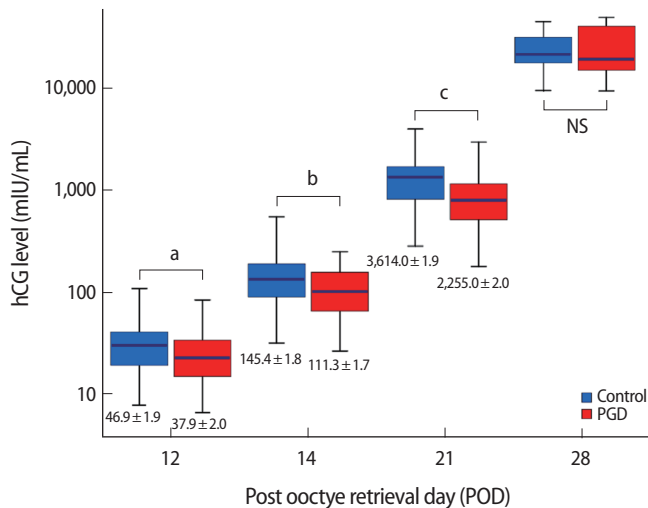 hCG level (mIU/mL)
10,000
1,000
100
10
a
b
c
NS
46.9±1.9
37.9±2.0
145.4±1.8
111.3±1.7
3,614.0±1.9
2,255.0±2.0
Control
PGD
12
14
21
28
Post ooctye retrieval day (POD)